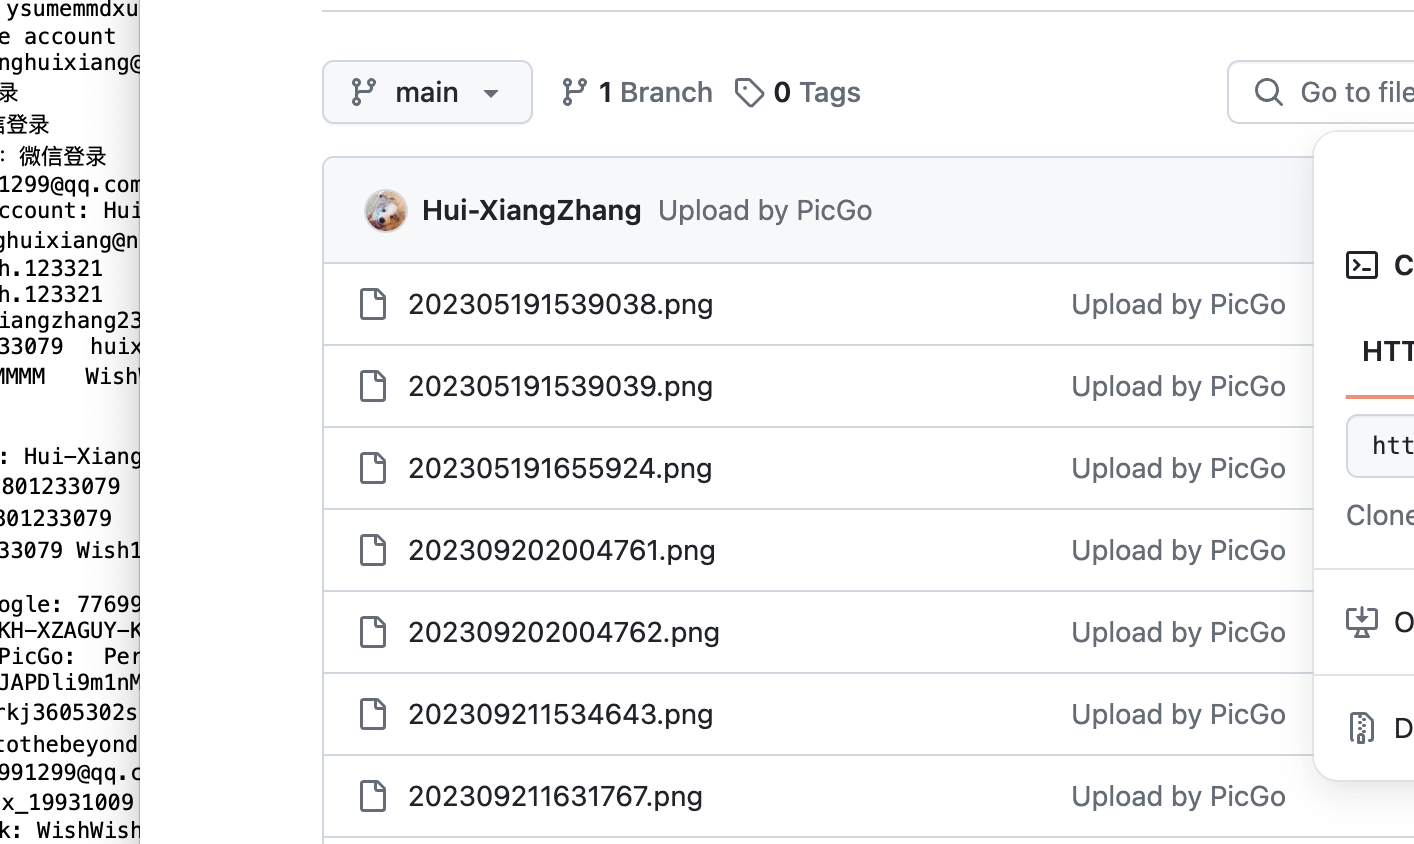 ysumemmdxu
e account
nghuixiang@
录
信登录
: 微信登录
1299@qq.com
ccount: Hui
ghuixiang@n
h.123321
h.123321
iangzhang23
33079 huix
MMMM Wish
: Hui-Xiang
801233079
801233079
33079 Wish1
ogle: 77699
KH-XZAGUY-K
PicGo: Per
JAPDli9m1nM
rkj3605302s
tothebeyond
991299@qq.c
x_19931009
k: WishWish
main 1 Branch 0 Tags Go to file
Hui-XiangZhang Upload by PicGo
202305191539038.png Upload by PicGo
202305191539039.png Upload by PicGo
202305191655924.png Upload by PicGo
202309202004761.png Upload by PicGo
202309202004762.png Upload by PicGo
202309211534643.png Upload by PicGo
202309211631767.png Upload by PicGo
C
HTT
htt
Clone
O
D